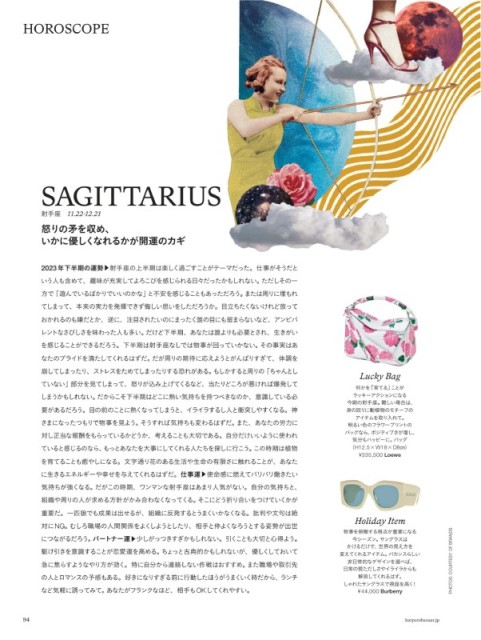 HOROSCOPE
SAGITTARIUS
射手座 11.22-12.21
怒りの矛を収め、
いかに優しくなれるかが開運のカギ
2023年下半期の運勢▶射手座の上半期は楽しく過ごすことがテーマだった。仕事がそうだと
いう人も含めて、趣味が充実してよろこびを感じられる日々だったかもしれない。ただしその一
方で「遊んでいるばかりでいいのかな」と不安を感じることもあっただろう。または周りに埋もれ
てしまって、本来の実力を発揮できず悔しい思いをしただろうか。目立ちたくないけれど放って
おかれるのも嫌だとか、逆に、注目されたいのにまったく誰の目にも留まらないなど、アンビバ
レントなさびしさを味わった人も多い。だけど下半期、あなたは誰よりも必要とされ、生きがい
を感じることができるだろう。下半期は射手座なしでは物事が回っていかない。その事実はあ
なたのプライドを満たしてくれるはずだ。だが周りの期待に応えようとがんばりすぎて、体調を
崩してしまったり、ストレスをためてしまったりする恐れがある。もしかすると周りの「ちゃんとし
ていない」部分を見てしまって、怒りが込み上げてくるなど、当たりどころが悪ければ爆発して
しまうかもしれない。だからこそ下半期はどこに熱い気持ちを持つべきなのか、意識している必
要があるだろう。目の前のことに熱くなってしまうと、イライラする人と衝突しやすくなる。神
さまになったつもりで物事を見よう。そうすれば気持ちも変わるはずだ。また、あなたの労力に
対し正当な報酬をもらっているかどうか、考えることも大切である。自分だけいいように使われ
ていると感じるのなら、もっとあなたを大事にしてくれる人たちを探しに行こう。この時期は植物
を育てることも癒やしになる。文字通り花のある生活や生命の有限さに触れることが、あなた
に生きるエネルギーや幸せを与えてくれるはずだ。仕事運▶使命感に燃えてバリバリ働きたい
気持ちが強くなる。だがこの時期、ワンマンな射手座はあまり人気がない。自分の気持ちと、
組織や周りの人が求める方針がかみ合わなくなってくる。そこにどう折り合いをつけていくかが
重要だ。一匹狼でも成果は出せるが、組織に反発するとうまくいかなくなる。批判や文句は絶
対にNG。むしろ職場の人間関係をよくしようとしたり、相手と仲よくなろうとする姿勢が出世
につながるだろう。パートナー運▶少しがっつきすぎかもしれない。引くことも大切と心得よう。
駆け引きを意識することが恋愛運を高める。ちょっと古典的かもしれないが、優しくしておいて
急に焦らすようなやり方が効く。特に自分から連絡しない作戦はおすすめ。また職場や取引先
の人とロマンスの予感もある。好きになりすぎる前に行動したほうがうまくいく時だから、ランチ
など気軽に誘ってみて。あなたがフランクなほど、相手もOKしてくれやすい。
Lucky Bag
何かを「育てる」ことが
ラッキーアクションになる
今期の射手座。難しい場合は、
身の回りに動植物のモチーフの
アイテムを取り入れて。
明るい色のフラワープリントの
バッグなら、ポジティブさが増し、
気分もハッピーに。バッグ
¥335,500 Loewe
Holiday Item
物事を俯瞰する視点が重要になる
今シーズン。サングラスは
かけるだけで、世界の見え方を
変えてくれるアイテム。バカンスらしい
非日常的なデザインを選べば、
日常の慌ただしさやイライラからも
解放してくれるはず。
しゃれたサングラスで視座を高く!
¥44,000 Burberry
PHOTOS: COURTESY OF BRANDS
94
harpersbazaar.jp